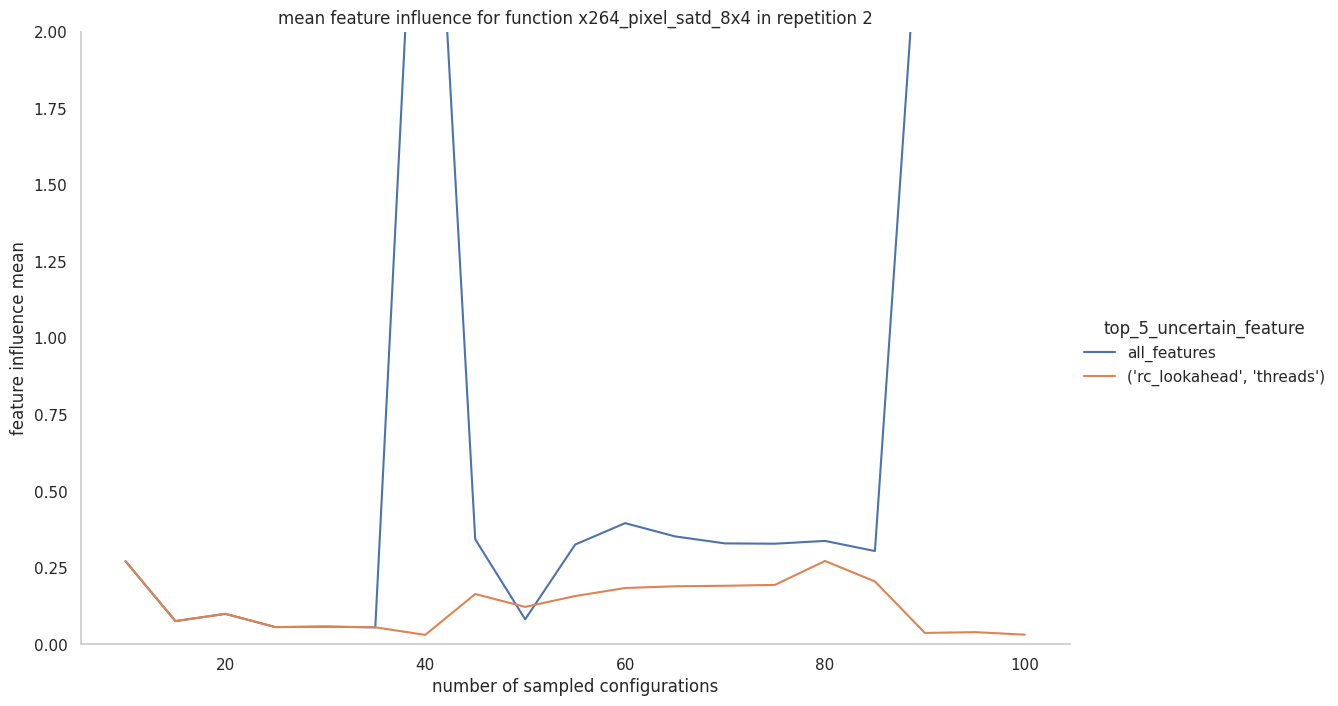 mean feature influence for function x264_pixel_satd_8x4 in repetition 2
2.00
1.75
1.50
1.25
1.00
0.75
0.50
0.25
0.00
feature influence mean
20
40
60
80
100
number of sampled configurations
top_5_uncertain_feature
all_features
('rc_lookahead', 'threads')